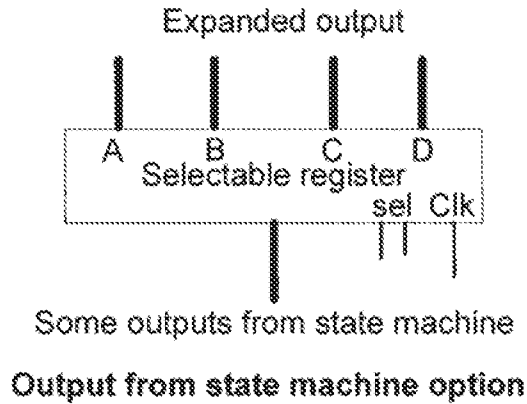 Expanded output
A B C D
Selectable register
sel Clk
Some outputs from state machine
Output from state machine option